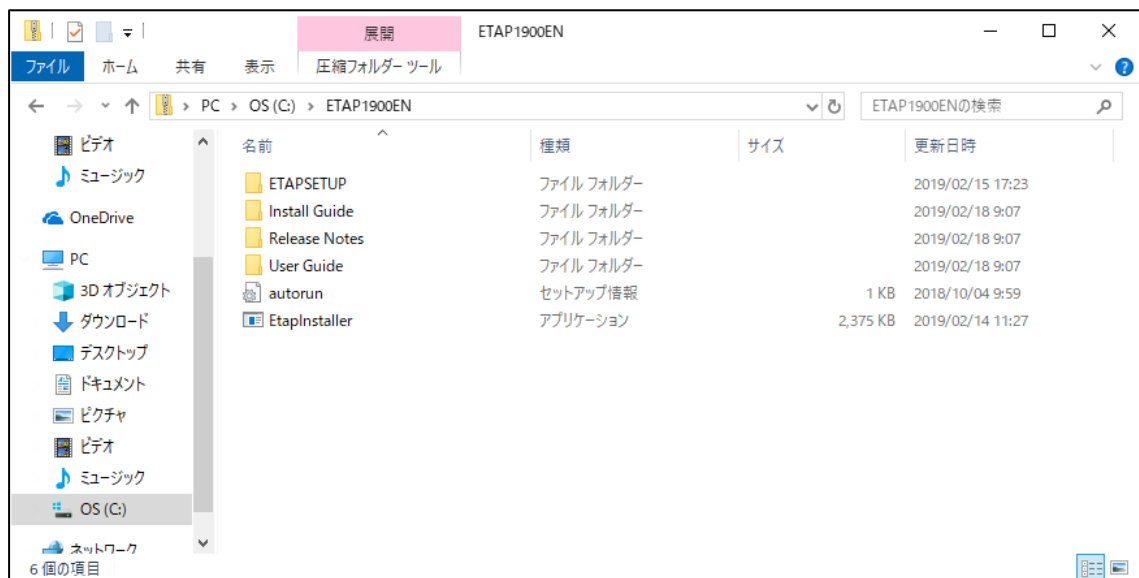 展開 ETAP1900EN
ファイル ホーム 共有 表示 圧縮フォルダー ツール
PC OS (C:) ETAP1900EN ETAP1900ENの検索
名前 種類 サイズ 更新日時
ビデオ
ミュージック
OneDrive
PC
3D オブジェクト
ダウンロード
デスクトップ
ドキュメント
ピクチャ
ビデオ
ミュージック
OS (C:)
ネットワーク
ETAPSETUP ファイル フォルダー 2019/02/15 17:23
Install Guide ファイル フォルダー 2019/02/18 9:07
Release Notes ファイル フォルダー 2019/02/18 9:07
User Guide ファイル フォルダー 2019/02/18 9:07
autorun セットアップ情報 1 KB 2018/10/04 9:59
EtapInstaller アプリケーション 2,375 KB 2019/02/14 11:27
6 個の項目